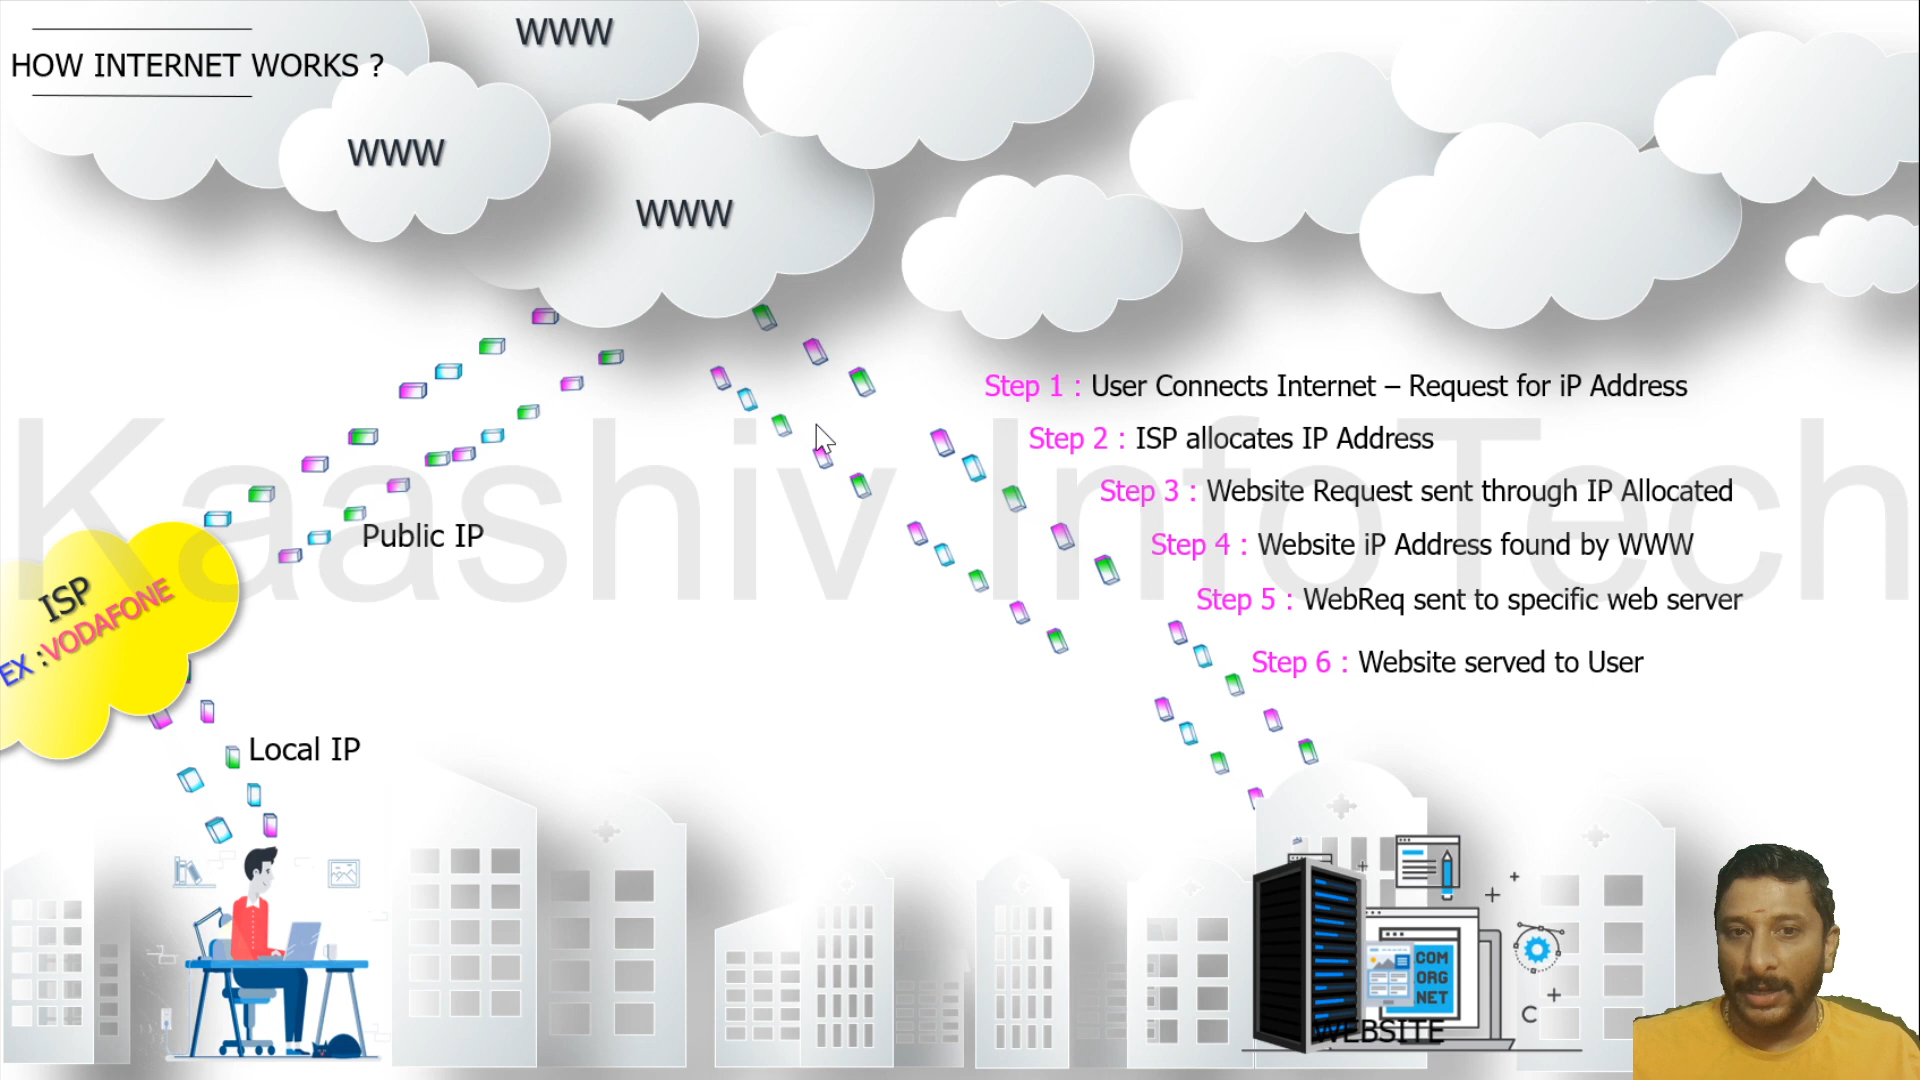 WWW
HOW INTERNET WORKS ?
WWW
WWW
Step 1 : User Connects Internet – Request for iP Address
Step 2 : ISP allocates IP Address
Kaashiv InfoTech
Step 3 : Website Request sent through IP Allocated
Public IP
Step 4 : Website iP Address found by WWW
ISP
EX :VODAFONE
Step 5 : WebReq sent to specific web server
Step 6 : Website served to User
Local IP
COM
ORG
.NET
WEBSITE